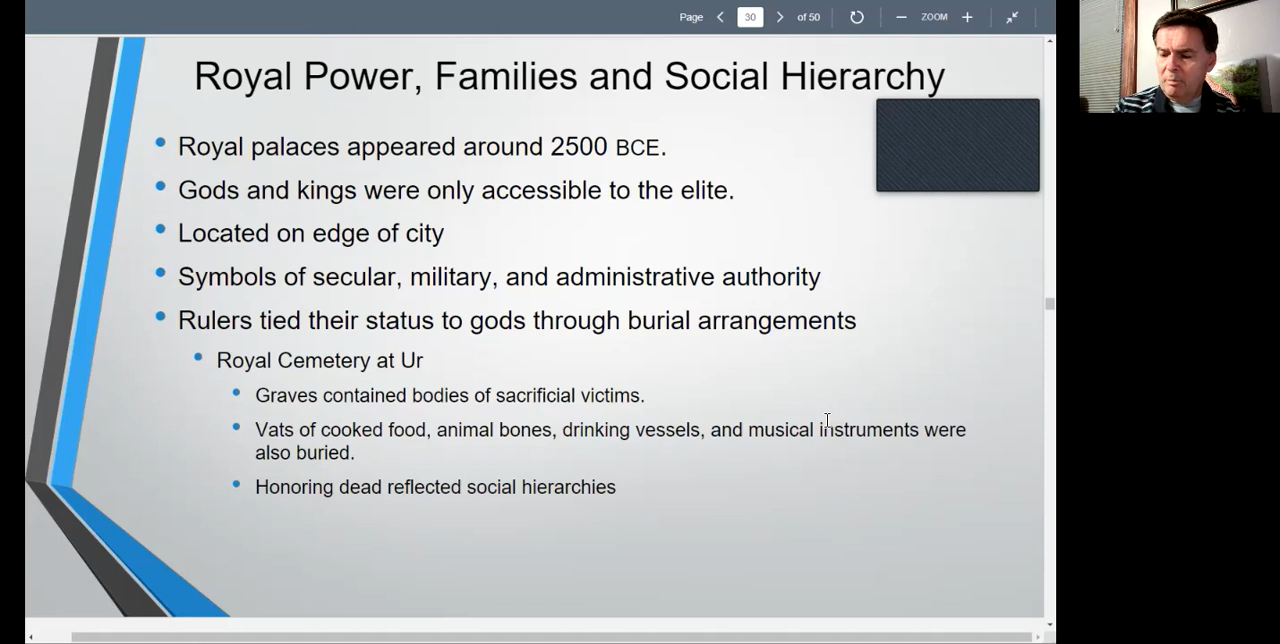 Page 30 of 50 ZOOM
Royal Power, Families and Social Hierarchy
Royal palaces appeared around 2500 BCE.
Gods and kings were only accessible to the elite.
Located on edge of city
Symbols of secular, military, and administrative authority
Rulers tied their status to gods through burial arrangements
Royal Cemetery at Ur
Graves contained bodies of sacrificial victims.
Vats of cooked food, animal bones, drinking vessels, and musical instruments were
also buried.
Honoring dead reflected social hierarchies